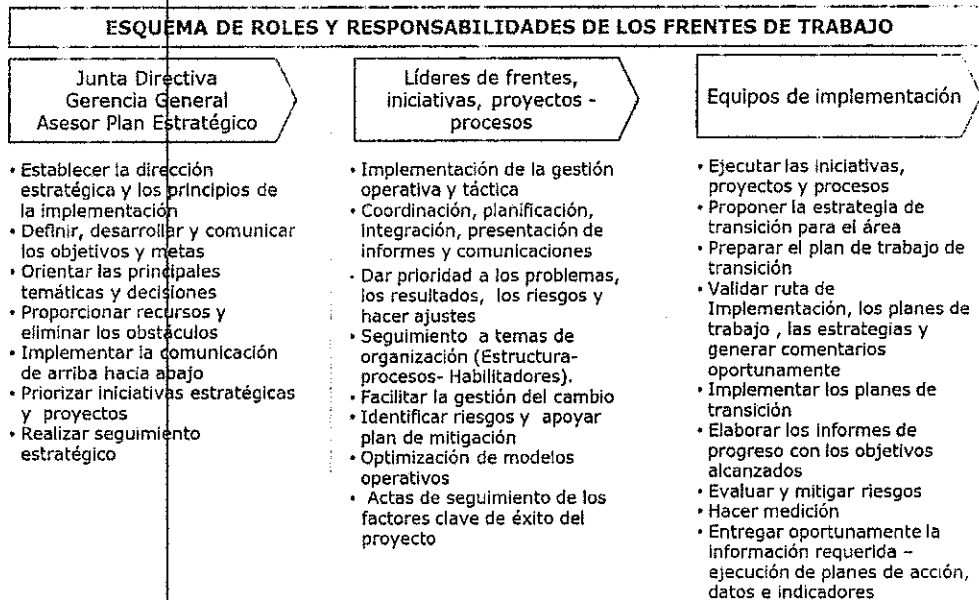 ESQUEMA DE ROLES Y RESPONSABILIDADES DE LOS FRENTES DE TRABAJO
Junta Directiva
Gerencia General
Asesor Plan Estratégico
• Establecer la dirección
estratégica y los principios de
la implementación
• Definir, desarrollar y comunicar
los objetivos y metas
• Orientar las principales
temáticas y decisiones
• Proporcionar recursos y
eliminar los obstáculos
• Implementar la comunicación
de arriba hacia abajo
• Priorizar iniciativas estratégicas
y proyectos
• Realizar seguimiento
estratégico
Líderes de frentes,
iniciativas, proyectos -
procesos
• Implementación de la gestión
operativa y táctica
• Coordinación, planificación,
integración, presentación de
informes y comunicaciones
• Dar prioridad a los problemas,
los resultados, los riesgos y
hacer ajustes
• Seguimiento a temas de
organización (Estructura-
procesos- Habilitadores).
• Facilitar la gestión del cambio
• Identificar riesgos y apoyar
plan de mitigación
• Optimización de modelos
operativos
• Actas de seguimiento de los
factores clave de éxito del
proyecto
Equipos de implementación
• Ejecutar las iniciativas,
proyectos y procesos
• Proponer la estrategia de
transición para el área
• Preparar el plan de trabajo de
transición
• Validar ruta de
Implementación, los planes de
trabajo , las estrategias y
generar comentarios
oportunamente
• Implementar los planes de
transición
• Elaborar los informes de
progreso con los objetivos
alcanzados
• Evaluar y mitigar riesgos
• Hacer medición
• Entregar oportunamente la
información requerida –
ejecución de planes de acción,
datos e indicadores